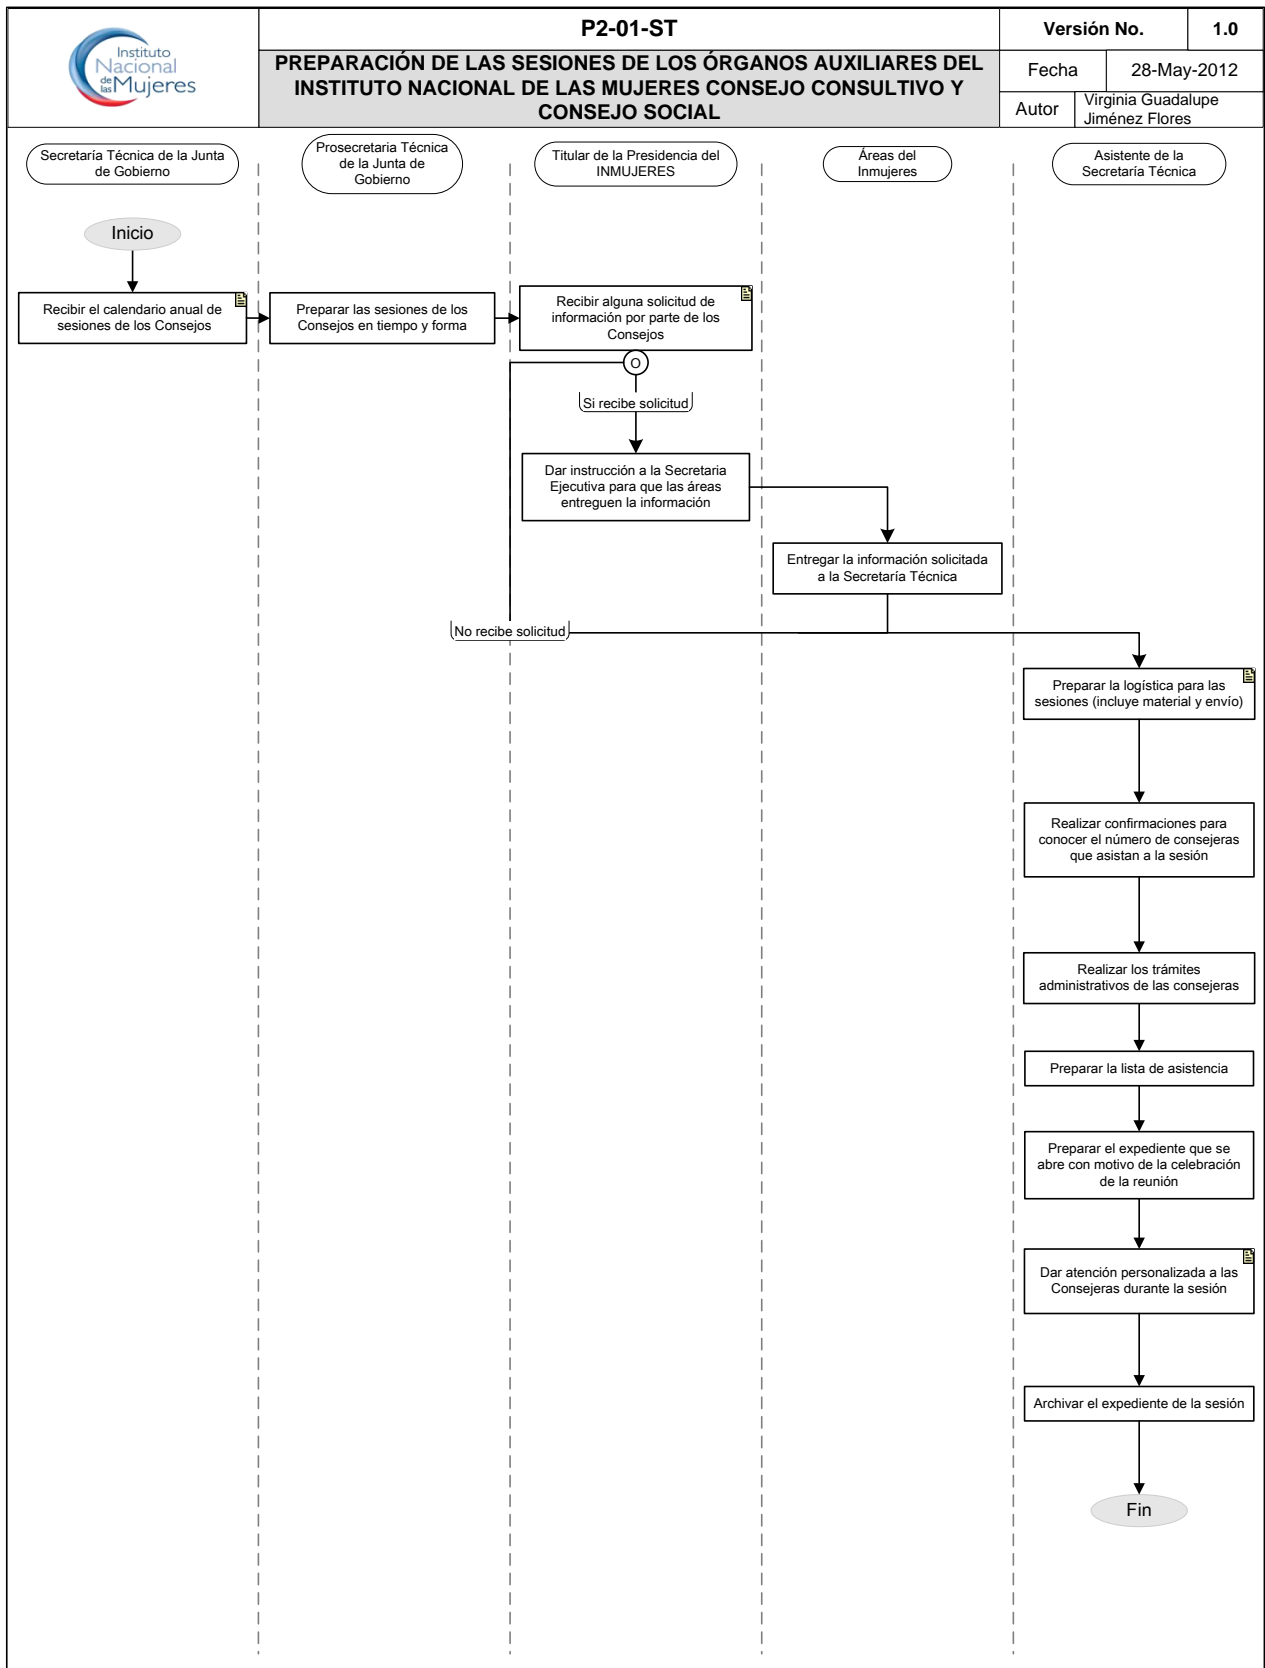 Instituto
Nacional
de las Mujeres
P2-01-ST
PREPARACIÓN DE LAS SESIONES DE LOS ÓRGANOS AUXILIARES DEL
INSTITUTO NACIONAL DE LAS MUJERES CONSEJO CONSULTIVO Y
CONSEJO SOCIAL
Versión No.
1.0
Fecha
28-May-2012
Autor
Virginia Guadalupe
Jiménez Flores
Secretaría Técnica de la Junta
de Gobierno
Prosecretaria Técnica
de la Junta de
Gobierno
Titular de la Presidencia del
INMUJERES
Áreas del
Inmujeres
Asistente de la
Secretaría Técnica
Inicio
Recibir el calendario anual de
sesiones de los Consejos
Preparar las sesiones de los
Consejos en tiempo y forma
Recibir alguna solicitud de
información por parte de los
Consejos
O
Si recibe solicitud
Dar instrucción a la Secretaria
Ejecutiva para que las áreas
entreguen la información
Entregar la información solicitada
a la Secretaría Técnica
No recibe solicitud
Preparar la logística para las
sesiones (incluye material y envío)
Realizar confirmaciones para
conocer el número de consejeras
que asistan a la sesión
Realizar los trámites
administrativos de las consejeras
Preparar la lista de asistencia
Preparar el expediente que se
abre con motivo de la celebración
de la reunión
Dar atención personalizada a las
Consejeras durante la sesión
Archivar el expediente de la sesión
Fin